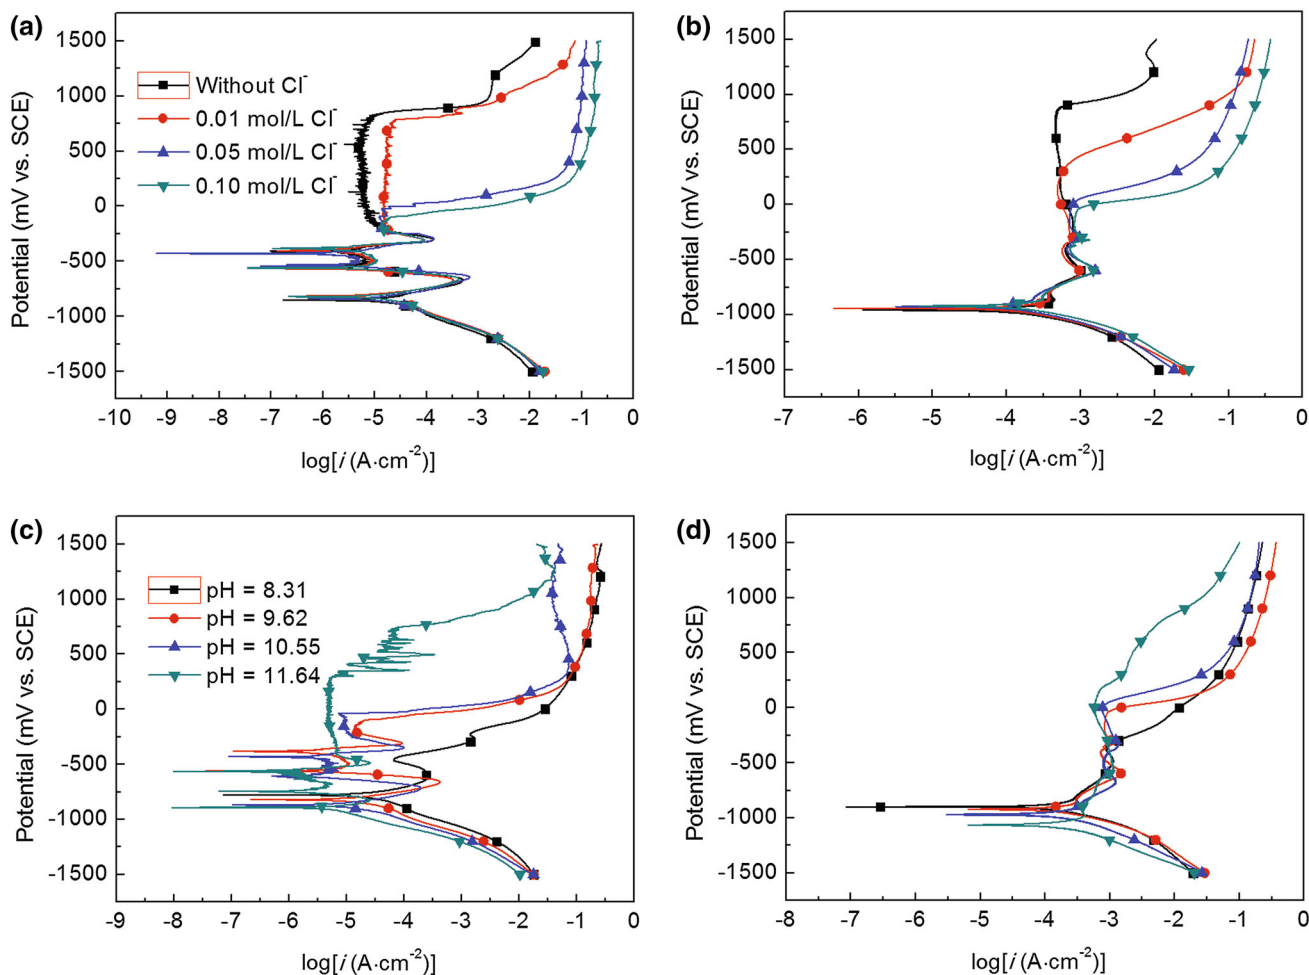 (a)
1500
1000
500
0
-500
-1000
-1500
Potential (mV vs. SCE)
Without Cl⁻
0.01 mol/L Cl⁻
0.05 mol/L Cl⁻
0.10 mol/L Cl⁻
-10 -9 -8 -7 -6 -5 -4 -3 -2 -1 0
log[i (A·cm⁻²)]
(b)
1500
1000
500
0
-500
-1000
-1500
Potential (mV vs. SCE)
-7 -6 -5 -4 -3 -2 -1 0
log[i (A·cm⁻²)]
(c)
1500
1000
500
0
-500
-1000
-1500
Potential (mV vs. SCE)
pH = 8.31
pH = 9.62
pH = 10.55
pH = 11.64
-9 -8 -7 -6 -5 -4 -3 -2 -1 0
log[i (A·cm⁻²)]
(d)
1500
1000
500
0
-500
-1000
-1500
Potential (mV vs. SCE)
-8 -7 -6 -5 -4 -3 -2 -1 0
log[i (A·cm⁻²)]